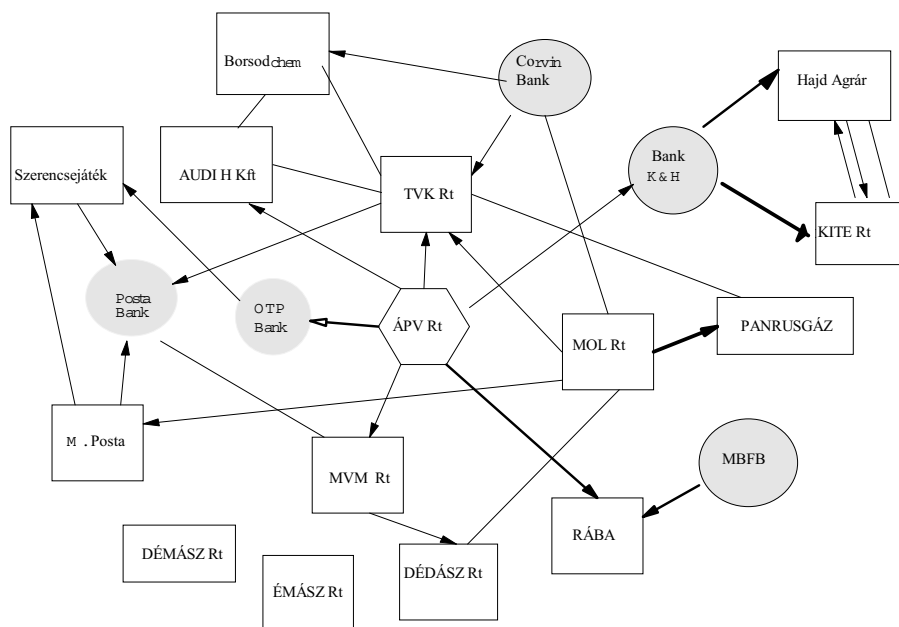 Borsodchem
Corvin
Bank
Hajd Agrár
Szerencsejáték
AUDI H Kft
TVK Rt
Bank
K & H
KITE Rt
Posta
Bank
OTP
Bank
ÁPV Rt
MOL Rt
PANRUSGÁZ
M . Posta
MVM Rt
MBFB
DÉMÁSZ Rt
ÉMÁSZ Rt
DÉDÁSZ Rt
RÁBA